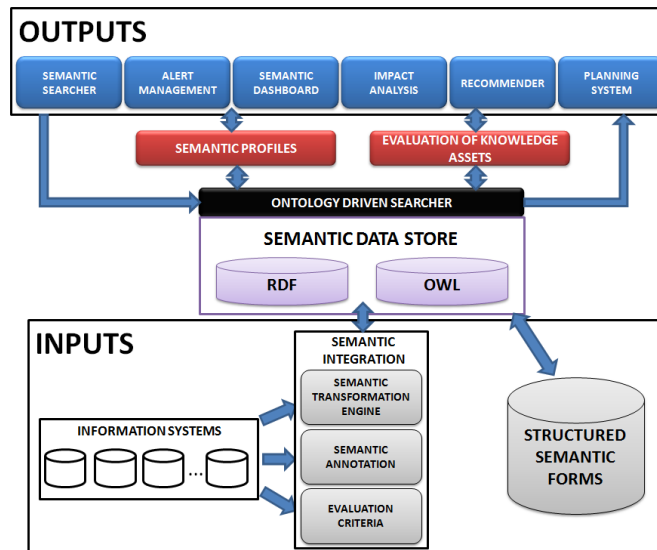 OUTPUTS
SEMANTIC
SEARCHER
ALERT
MANAGEMENT
SEMANTIC
DASHBOARD
IMPACT
ANALYSIS
RECOMMENDER
PLANNING
SYSTEM
SEMANTIC PROFILES
EVALUATION OF KNOWLEDGE
ASSETS
ONTOLOGY DRIVEN SEARCHER
SEMANTIC DATA STORE
RDF
OWL
INPUTS
SEMANTIC
INTEGRATION
SEMANTIC
TRANSFORMATION
ENGINE
INFORMATION SYSTEMS
...
SEMANTIC
ANNOTATION
EVALUATION
CRITERIA
STRUCTURED
SEMANTIC
FORMS